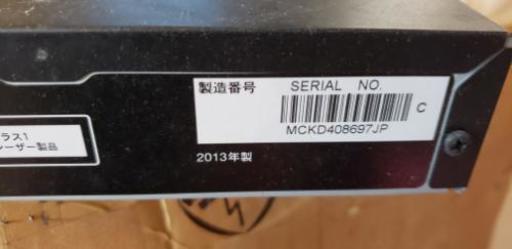 製造番号
SERIAL NO.
C
MCKD408697JP
ラス1
レーザー製品
2013年製